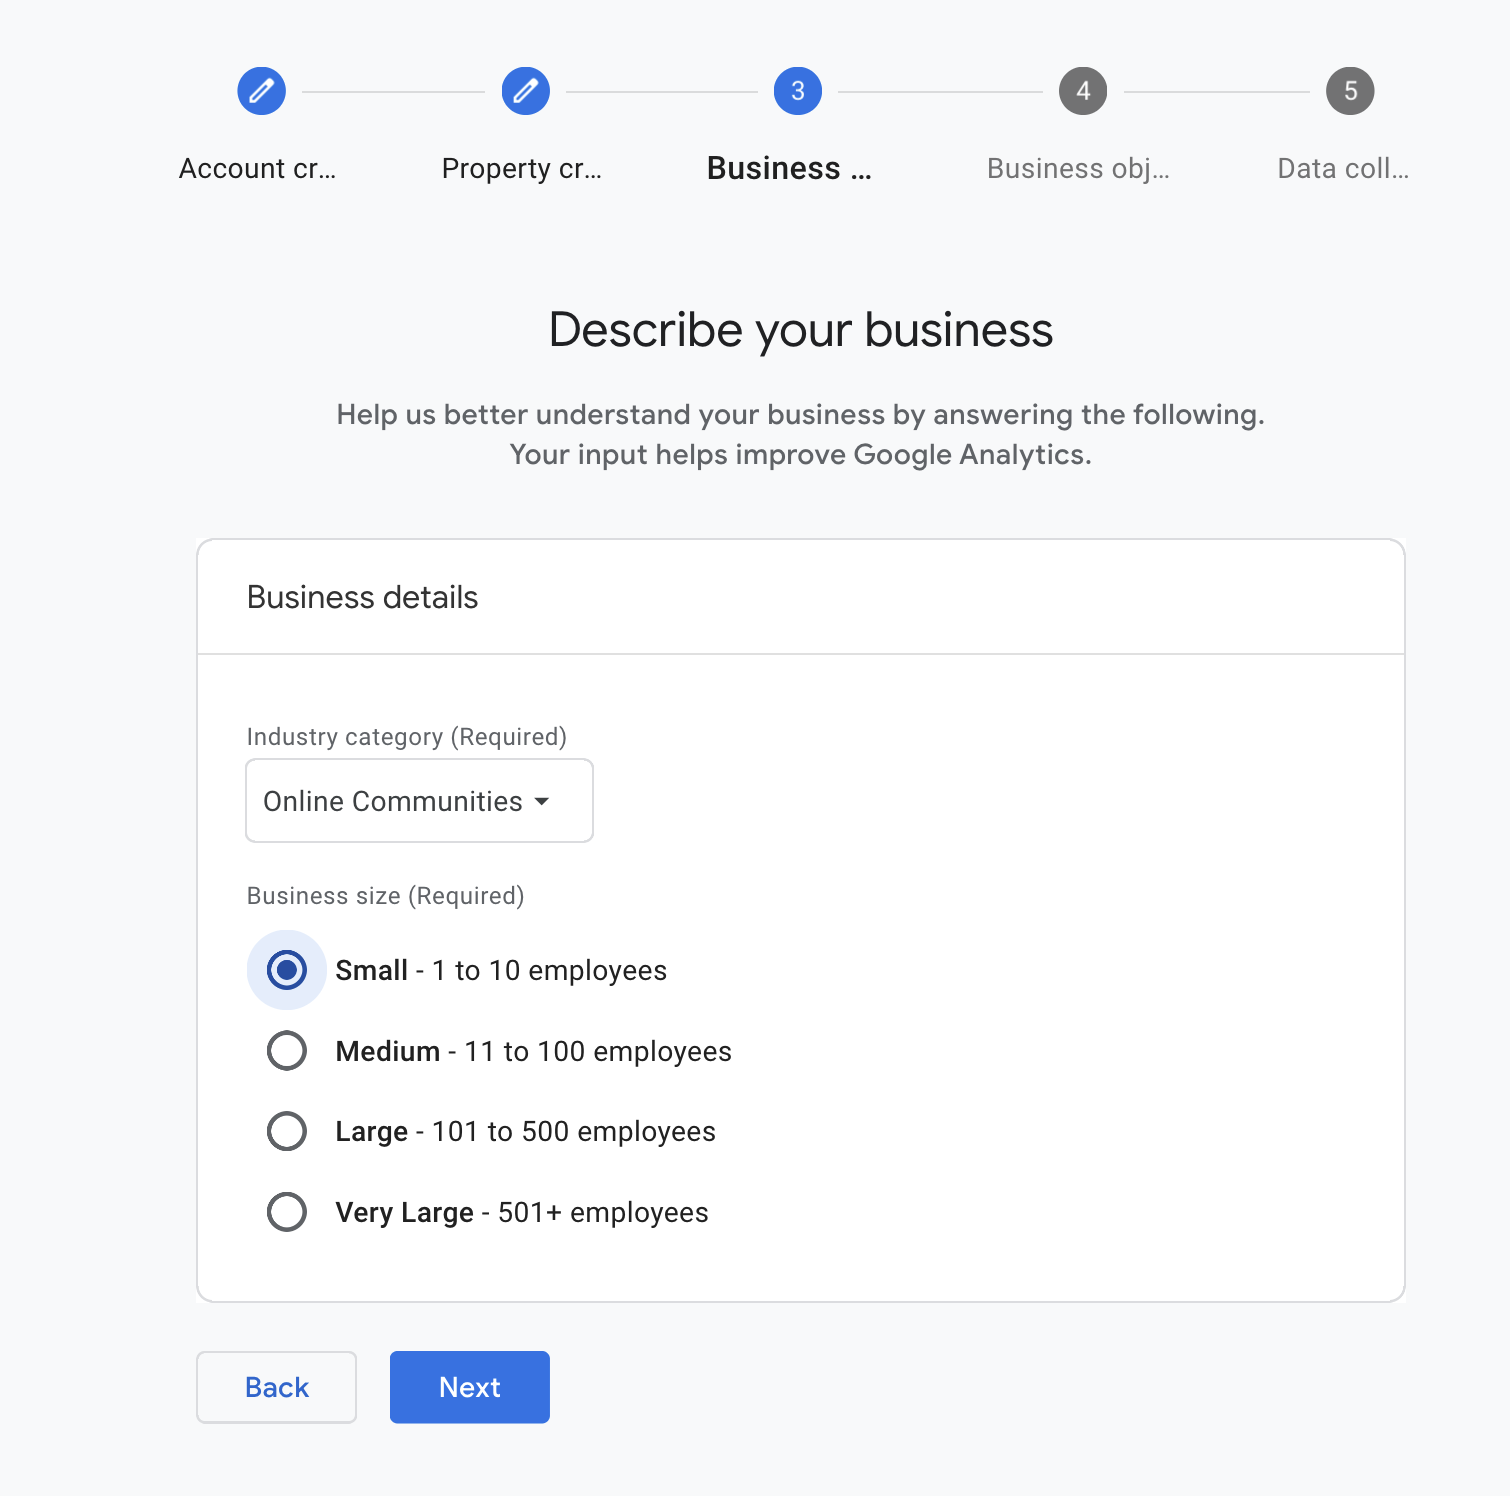 3
4
5
Account cr...
Property cr...
Business ...
Business obj...
Data coll...
Describe your business
Help us better understand your business by answering the following.
Your input helps improve Google Analytics.
Business details
Industry category (Required)
Online Communities
Business size (Required)
Small - 1 to 10 employees
Medium - 11 to 100 employees
Large - 101 to 500 employees
Very Large - 501+ employees
Back
Next